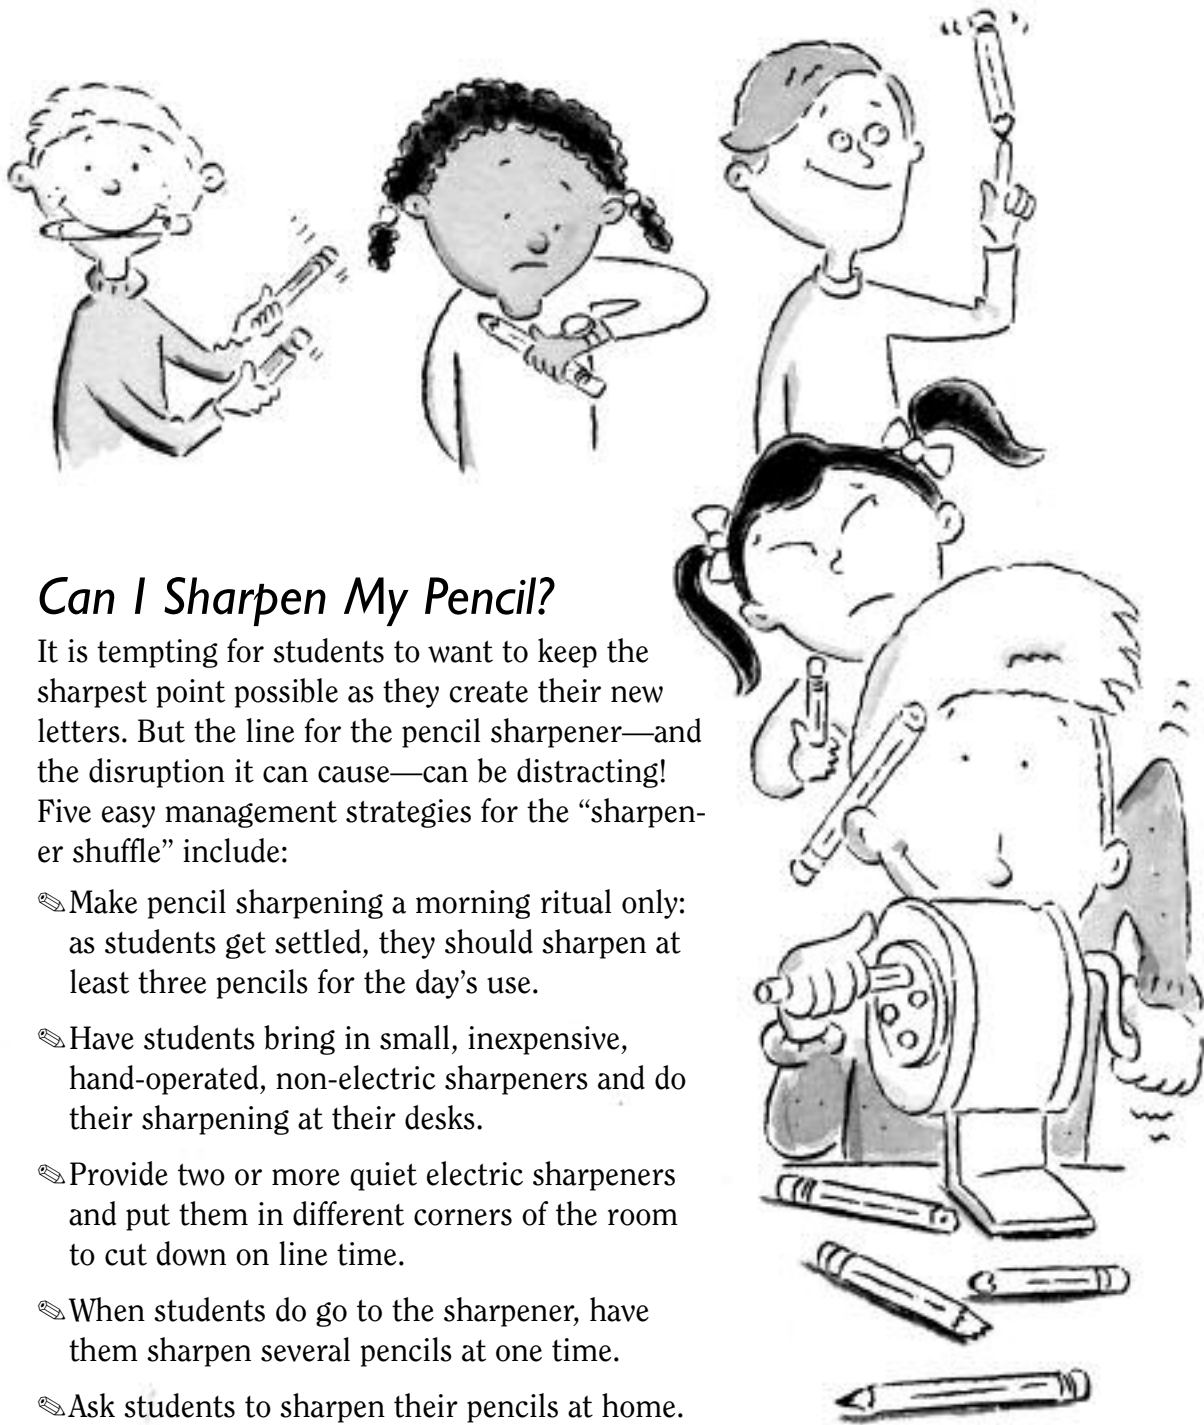 Can I Sharpen My Pencil?
It is tempting for students to want to keep the
sharpest point possible as they create their new
letters. But the line for the pencil sharpener—and
the disruption it can cause—can be distracting!
Five easy management strategies for the “sharpen-
er shuffle” include:
✎Make pencil sharpening a morning ritual only:
as students get settled, they should sharpen at
least three pencils for the day’s use.
✎Have students bring in small, inexpensive,
hand-operated, non-electric sharpeners and do
their sharpening at their desks.
✎Provide two or more quiet electric sharpeners
and put them in different corners of the room
to cut down on line time.
✎When students do go to the sharpener, have
them sharpen several pencils at one time.
✎Ask students to sharpen their pencils at home.